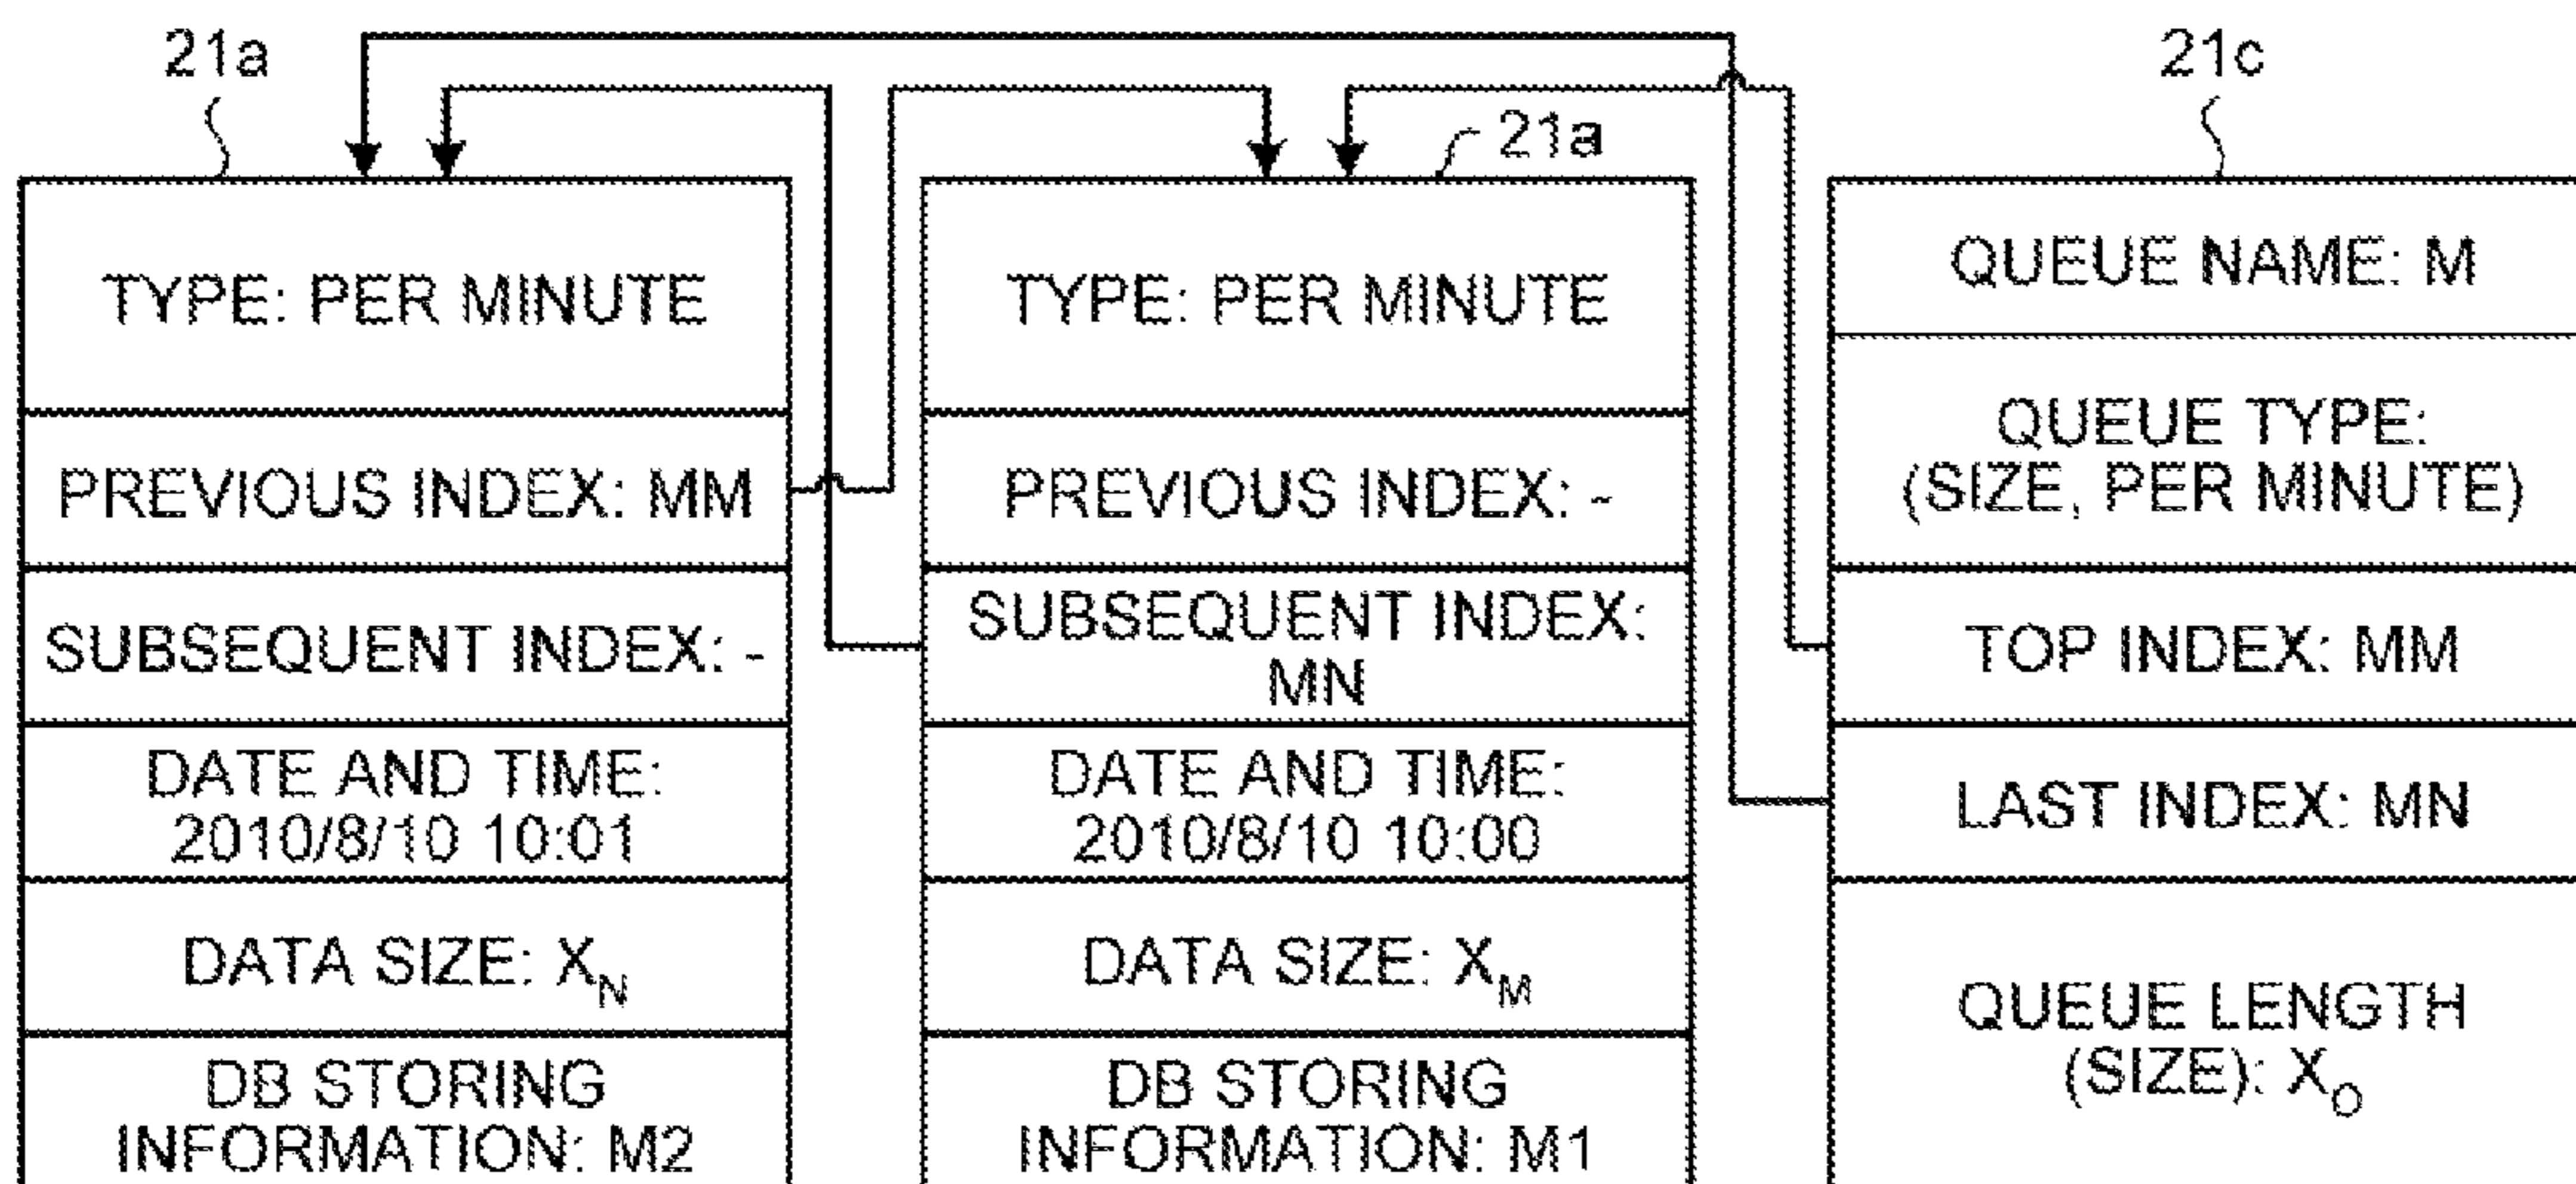 21a
TYPE: PER MINUTE
PREVIOUS INDEX: MM
SUBSEQUENT INDEX: -
DATE AND TIME:
2010/8/10 10:01
DATA SIZE: X_N
DB STORING
INFORMATION: M2
21a
TYPE: PER MINUTE
PREVIOUS INDEX: -
SUBSEQUENT INDEX:
MN
DATE AND TIME:
2010/8/10 10:00
DATA SIZE: X_M
DB STORING
INFORMATION: M1
21c
QUEUE NAME: M
QUEUE TYPE:
(SIZE, PER MINUTE)
TOP INDEX: MM
LAST INDEX: MN
QUEUE LENGTH
(SIZE): X_O